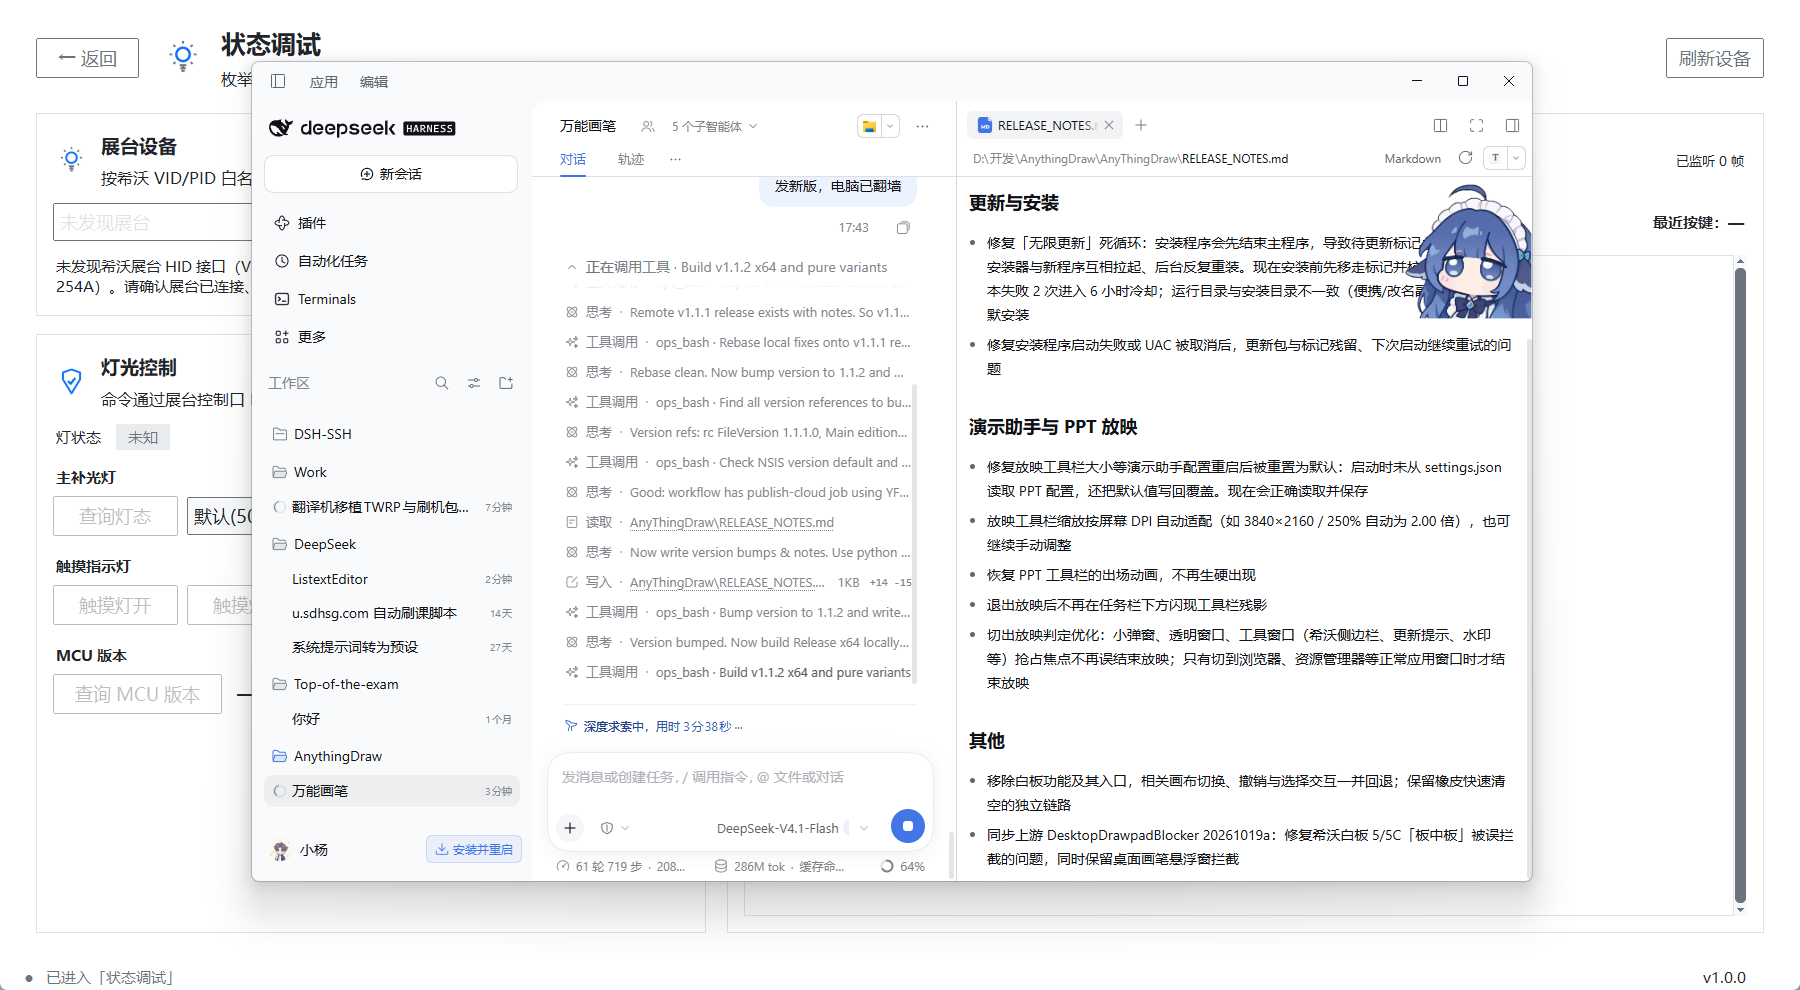 ← 返回
状态调试
枚举
刷新设备
展台设备
按希沃 VID/PID 白名
未发现展台
未发现希沃展台 HID 接口（V
254A）。请确认展台已连接、
灯光控制
命令通过展台控制口
灯状态
未知
主补光灯
查询灯态
默认(50
触摸指示灯
触摸灯开
触摸
MCU 版本
查询 MCU 版本
—
已监听 0 帧
最近按键：—
应用
编辑
deepseek HARNESS
新会话
插件
自动化任务
Terminals
更多
工作区
DSH-SSH
Work
翻译机移植TWRP与刷机包...
7分钟
DeepSeek
ListextEditor
2分钟
u.sdhsg.com 自动刷课脚本
14天
系统提示词转为预设
27天
Top-of-the-exam
你好
1个月
AnythingDraw
万能画笔
3分钟
小杨
安装并重启
万能画笔
5 个子智能体
...
对话
轨迹
...
发新版，电脑已翻墙
17:43
正在调用工具 · Build v1.1.2 x64 and pure variants
思考 · Remote v1.1.1 release exists with notes. So v1.1...
工具调用 · ops_bash · Rebase local fixes onto v1.1.1 re...
思考 · Rebase clean. Now bump version to 1.1.2 and ...
工具调用 · ops_bash · Find all version references to bu...
思考 · Version refs: rc FileVersion 1.1.1.0, Main edition...
工具调用 · ops_bash · Check NSIS version default and ...
思考 · Good: workflow has publish-cloud job using YF...
读取 · AnyThingDraw\RELEASE_NOTES.md
思考 · Now write version bumps & notes. Use python ...
写入 · AnyThingDraw\RELEASE_NOTES.... 1KB +14 -15
工具调用 · ops_bash · Bump version to 1.1.2 and write...
思考 · Version bumped. Now build Release x64 locally...
工具调用 · ops_bash · Build v1.1.2 x64 and pure variants
深度求索中，用时 3分38秒 ...
发消息或创建任务, / 调用指令, @ 文件或对话
DeepSeek-V4.1-Flash
61 轮 719 步 · 208...
286M tok · 缓存命...
64%
RELEASE_NOTES.
D:\开发\AnythingDraw\AnyThingDraw\RELEASE_NOTES.md
Markdown
T
更新与安装
修复「无限更新」死循环：安装程序会先结束主程序，导致待更新标记
安装器与新程序互相拉起、后台反复重装。现在安装前先移走标记并
本失败 2 次进入 6 小时冷却；运行目录与安装目录不一致（便携/改名
默安装
修复安装程序启动失败或 UAC 被取消后，更新包与标记残留、下次启动继续重试的问
题
演示助手与 PPT 放映
修复放映工具栏大小等演示助手配置重启后被重置为默认：启动时未从 settings.json
读取 PPT 配置，还把默认值写回覆盖。现在会正确读取并保存
放映工具栏缩放按屏幕 DPI 自动适配（如 3840×2160 / 250% 自动为 2.00 倍），也可
继续手动调整
恢复 PPT 工具栏的出场动画，不再生硬出现
退出放映后不再在任务栏下方闪现工具栏残影
切出放映判定优化：小弹窗、透明窗口、工具窗口（希沃侧边栏、更新提示、水印
等）抢占焦点不再误结束放映；只有切到浏览器、资源管理器等正常应用窗口时才结
束放映
其他
移除白板功能及其入口，相关画布切换、撤销与选择交互一并回退；保留橡皮快速清
空的独立链路
同步上游 DesktopDrawpadBlocker 20261019a：修复希沃白板 5/5C「板中板」被误拦
截的问题，同时保留桌面画笔悬浮窗拦截
已进入「状态调试」
v1.0.0